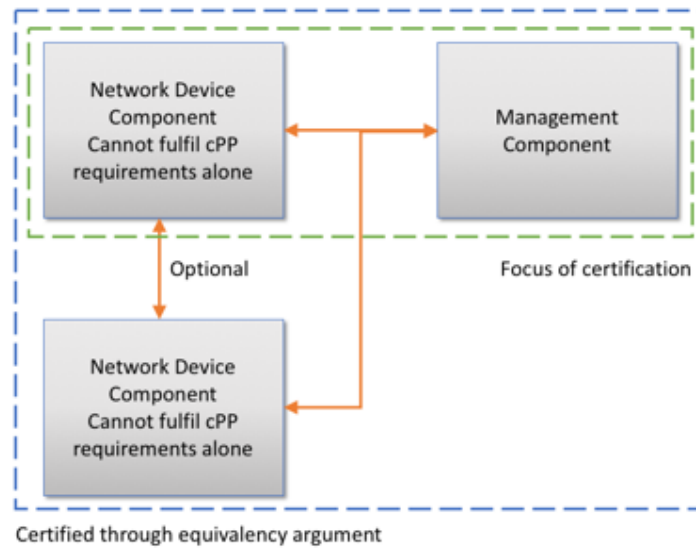 Network Device
Component
Cannot fulfil cPP
requirements alone
Management
Component
Optional
Focus of certification
Network Device
Component
Cannot fulfil cPP
requirements alone
Certified through equivalency argument